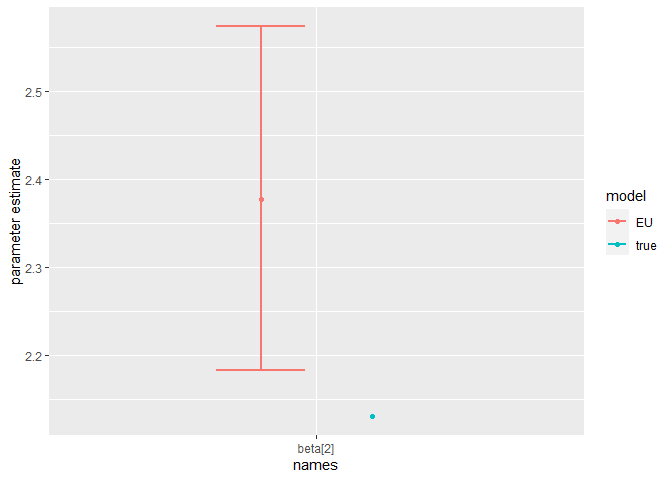 parameter estimate
2.5
2.4
2.3
2.2
beta[2]
names
model
EU
true